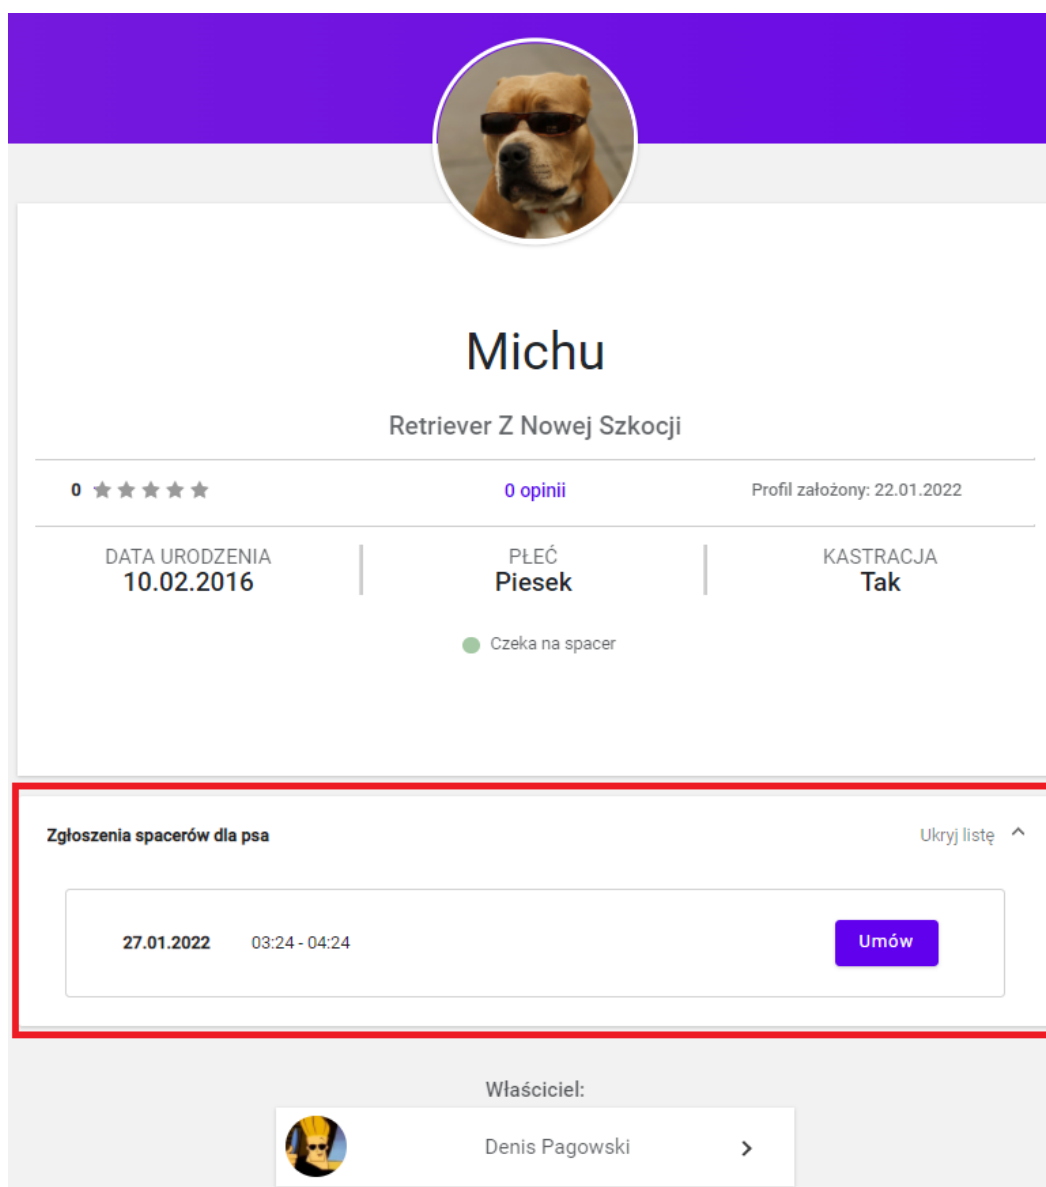 Michu
Retriever Z Nowej Szkocji
0 0 opinii Profil założony: 22.01.2022
DATA URODZENIA PŁEĆ KASTRACJA
10.02.2016 Piesek Tak
Czeka na spacer
Zgłoszenia spacerów dla psa Ukryj listę
27.01.2022 03:24 - 04:24 Umów
Właściciel:
Denis Pagowski